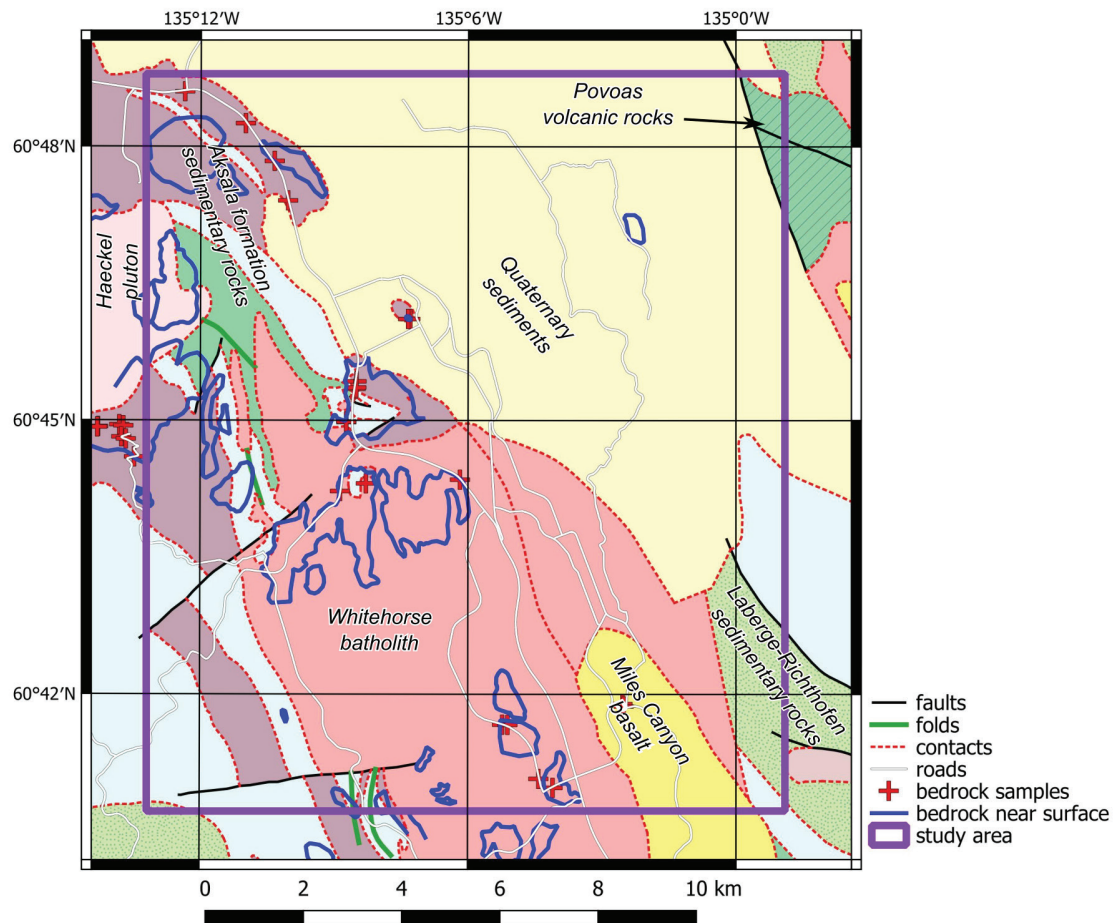 135°12'W
135°6'W
135°0'W
60°48'N
60°45'N
60°42'N
Povoas
volcanic rocks
Aksala formation
sedimentary rocks
Haeckel
pluton
Quaternary
sediments
Whitehorse
batholith
Miles Canyon
basalt
Laberge-Richthofen
sedimentary rocks
faults
folds
contacts
roads
bedrock samples
bedrock near surface
study area
0 2 4 6 8 10 km